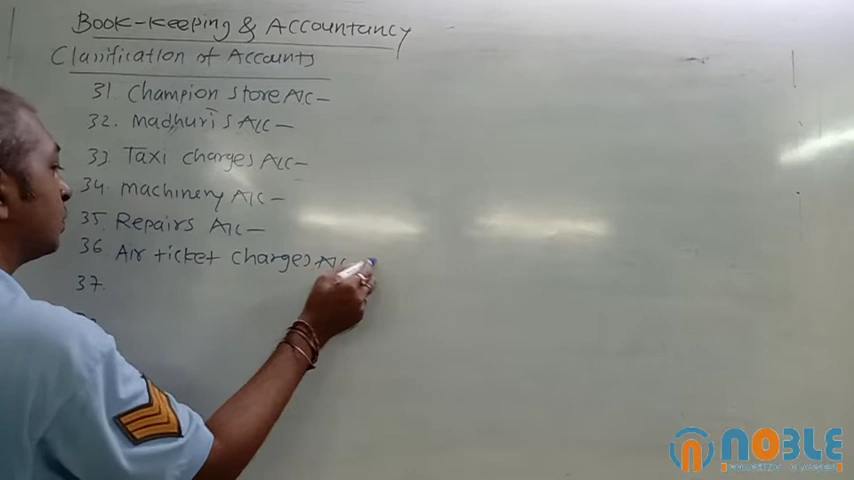 Book-Keeping & Accountancy
Classification of Accounts
31. Champion Store A/C –
32. Madhuri's A/C –
33. Taxi charges A/C –
34. Machinery A/C –
35. Repairs A/C –
36 Air ticket charges A/C
37.
NOBLE